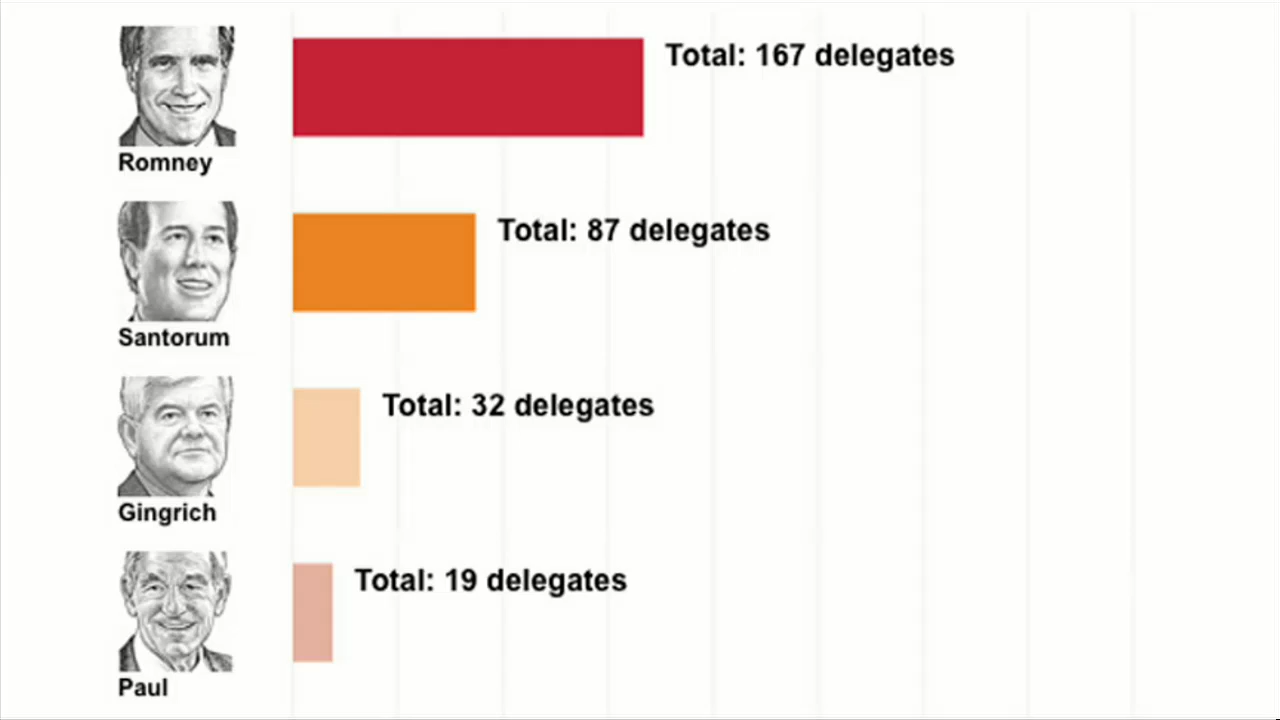 Total: 167 delegates
Romney
Total: 87 delegates
Santorum
Total: 32 delegates
Gingrich
Total: 19 delegates
Paul